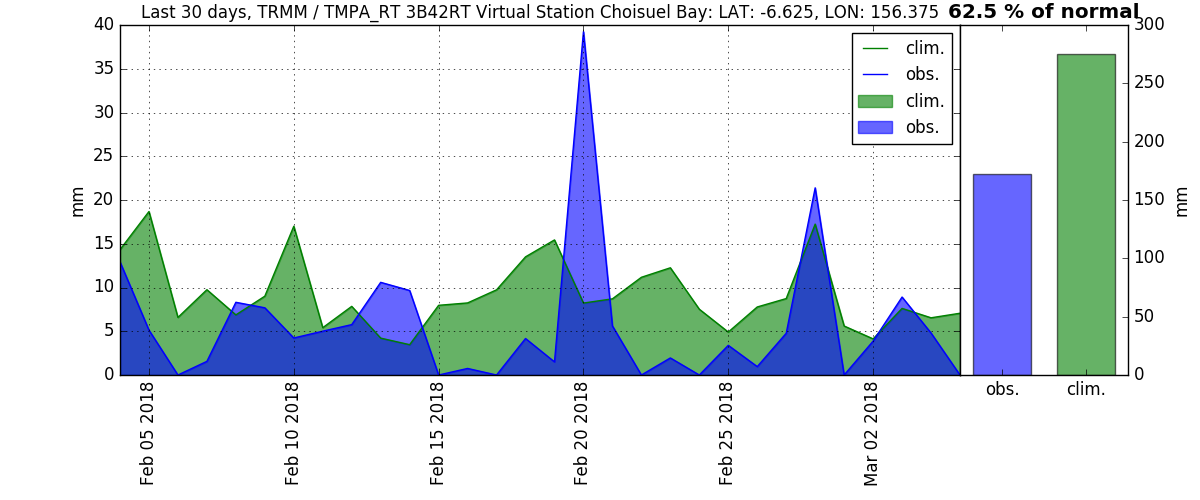 Last 30 days, TRMM / TMPA_RT 3B42RT Virtual Station Choisuel Bay: LAT: -6.625, LON: 156.375
62.5 % of normal
mm
40
35
30
25
20
15
10
5
0
clim.
obs.
clim.
obs.
Feb 05 2018
Feb 10 2018
Feb 15 2018
Feb 20 2018
Feb 25 2018
Mar 02 2018
300
250
200
150
100
50
0
mm
obs.
clim.